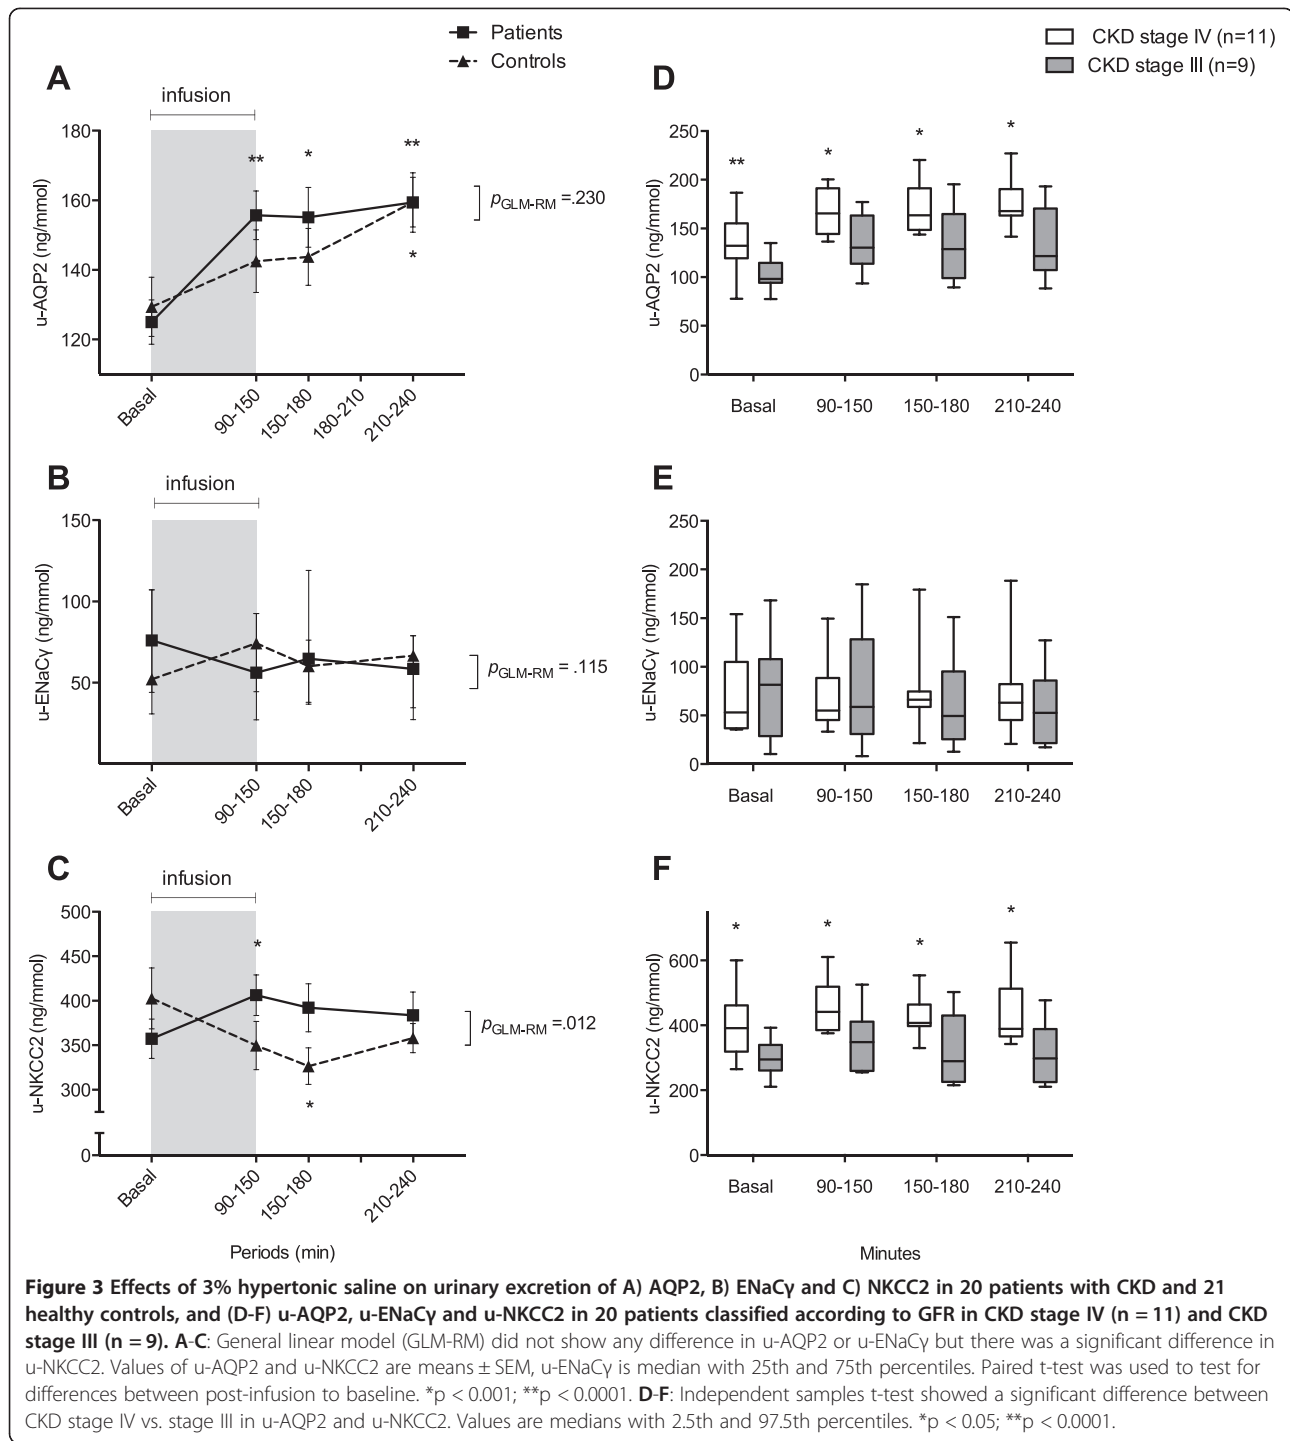 Patients
Controls
CKD stage IV (n=11)
CKD stage III (n=9)
A
infusion
180
160
140
120
u-AQP2 (ng/mmol)
** * ** *
pGLM-RM =.230
Basal 90-150 150-180 180-210 210-240
D
250
200
150
100
50
0
u-AQP2 (ng/mmol)
** * * *
Basal 90-150 150-180 210-240
B
infusion
150
100
50
u-ENaCγ (ng/mmol)
pGLM-RM = .115
Basal 90-150 150-180 210-240
E
250
200
150
100
50
0
u-ENaCγ (ng/mmol)
Basal 90-150 150-180 210-240
C
infusion
500
450
400
350
300
0
u-NKCC2 (ng/mmol)
* *
pGLM-RM =.012
Basal 90-150 150-180 210-240
Periods (min)
F
600
400
200
0
u-NKCC2 (ng/mmol)
* * * *
Basal 90-150 150-180 210-240
Minutes
Figure 3 Effects of 3% hypertonic saline on urinary excretion of A) AQP2, B) ENaCγ and C) NKCC2 in 20 patients with CKD and 21
healthy controls, and (D-F) u-AQP2, u-ENaCγ and u-NKCC2 in 20 patients classified according to GFR in CKD stage IV (n = 11) and CKD
stage III (n = 9). A-C: General linear model (GLM-RM) did not show any difference in u-AQP2 or u-ENaCγ but there was a significant difference in
u-NKCC2. Values of u-AQP2 and u-NKCC2 are means ± SEM, u-ENaCγ is median with 25th and 75th percentiles. Paired t-test was used to test for
differences between post-infusion to baseline. *p < 0.001; **p < 0.0001. D-F: Independent samples t-test showed a significant difference between
CKD stage IV vs. stage III in u-AQP2 and u-NKCC2. Values are medians with 2.5th and 97.5th percentiles. *p < 0.05; **p < 0.0001.